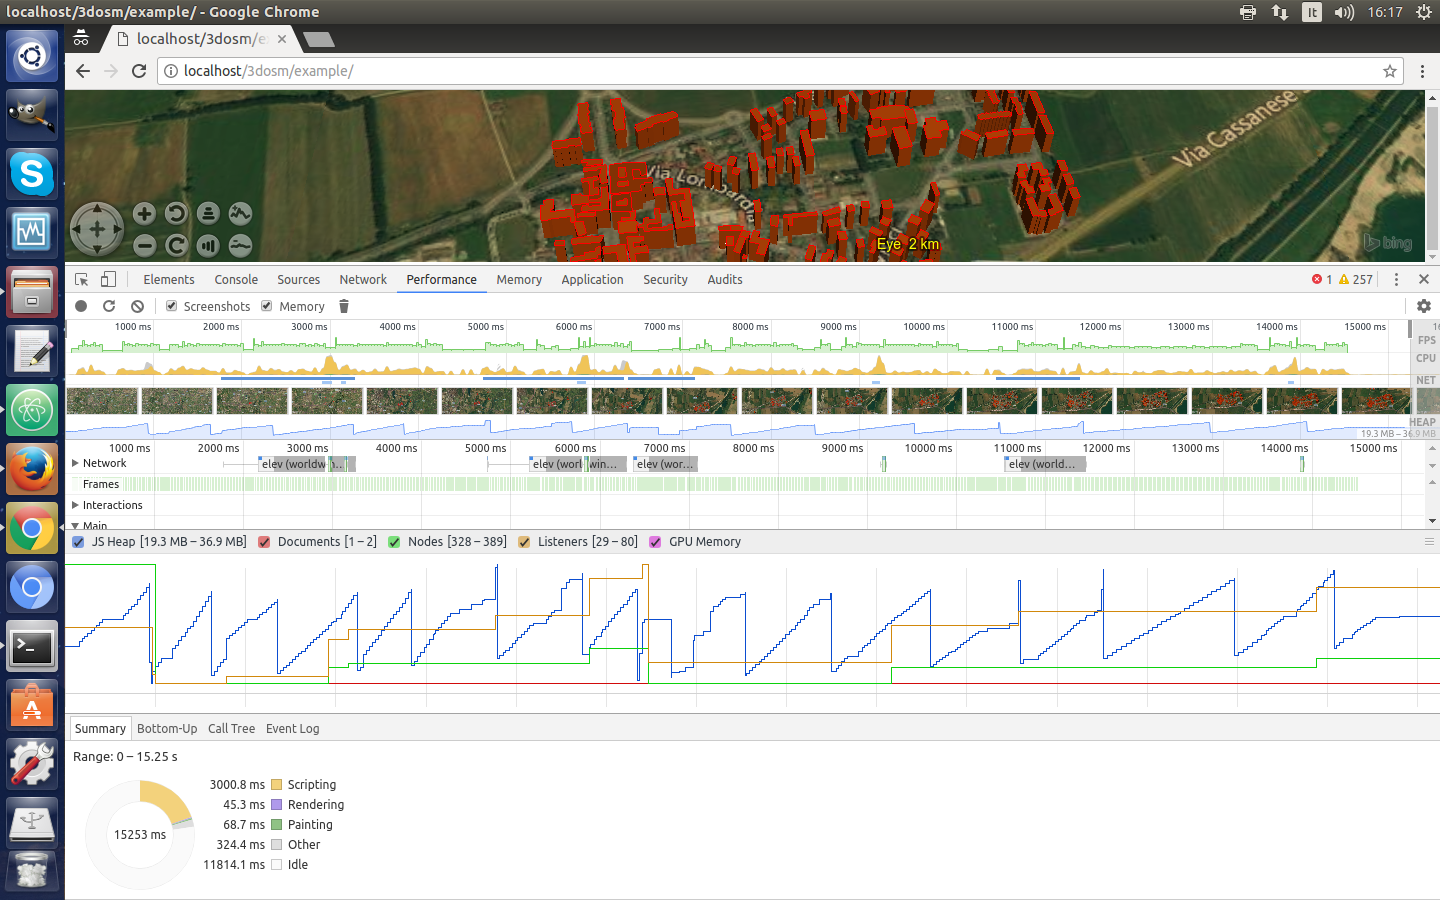 localhost/3dosm/example/ - Google Chrome
It 16:17
localhost/3dosm/e
localhost/3dosm/example/
Via Cassanese
Via Lombardia
Eye 2 km
bing
Elements Console Sources Network Performance Memory Application Security Audits 1 257
Screenshots Memory
1000 ms 2000 ms 3000 ms 4000 ms 5000 ms 6000 ms 7000 ms 8000 ms 9000 ms 10000 ms 11000 ms 12000 ms 13000 ms 14000 ms 15000 ms
FPS
CPU
NET
HEAP
19.3 MB – 36.9 MB
1000 ms 2000 ms 3000 ms 4000 ms 5000 ms 6000 ms 7000 ms 8000 ms 9000 ms 10000 ms 11000 ms 12000 ms 13000 ms 14000 ms 15000 ms
Network elev (worldw n... elev (worl win... elev (wor... elev (world...
Frames
Interactions
Main
JS Heap [19.3 MB – 36.9 MB] Documents [1 – 2] Nodes [328 – 389] Listeners [29 – 80] GPU Memory
Summary Bottom-Up Call Tree Event Log
Range: 0 – 15.25 s
3000.8 ms Scripting
45.3 ms Rendering
68.7 ms Painting
15253 ms
324.4 ms Other
11814.1 ms Idle